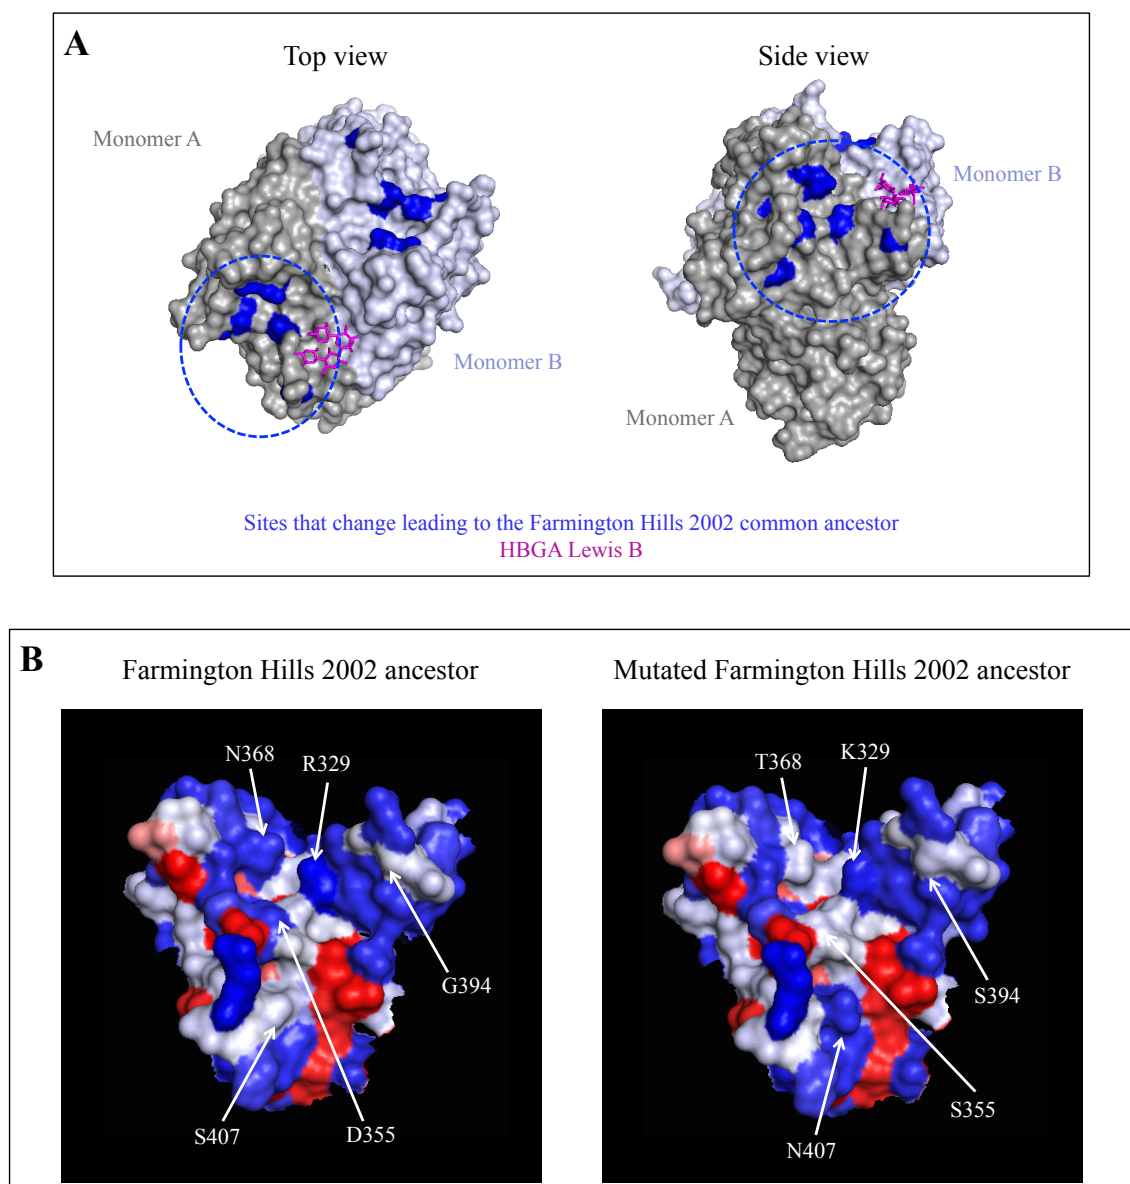 A
Top view
Side view
Monomer A
Monomer B
Monomer B
Monomer A
Sites that change leading to the Farmington Hills 2002 common ancestor
HBGA Lewis B
B
Farmington Hills 2002 ancestor
Mutated Farmington Hills 2002 ancestor
N368
R329
G394
S407
D355
T368
K329
S394
S355
N407